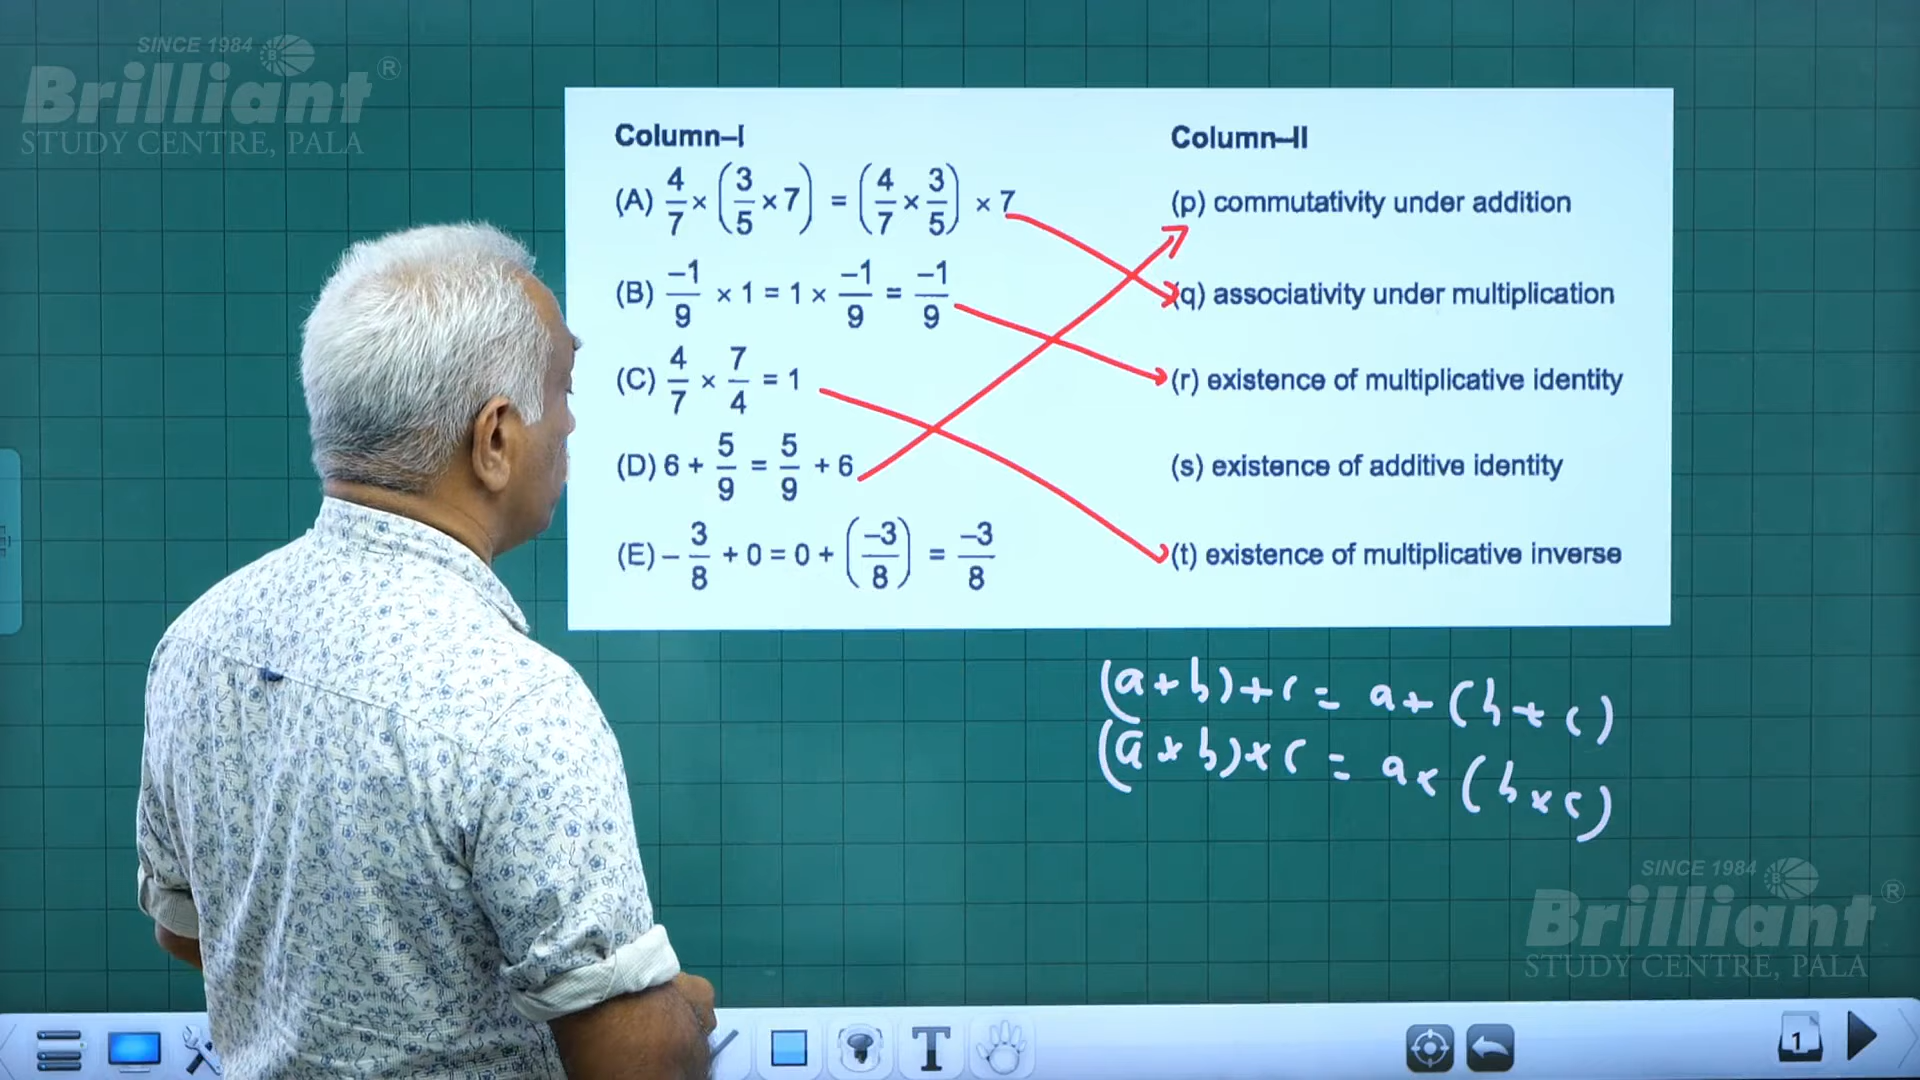 SINCE 1984
Brilliant®
STUDY CENTRE, PALA
Column–I
(A) 4/7 × (3/5 × 7) = (4/7 × 3/5) × 7
(B) –1/9 × 1 = 1 × –1/9 = –1/9
(C) 4/7 × 7/4 = 1
(D) 6 + 5/9 = 5/9 + 6
(E) – 3/8 + 0 = 0 + (–3/8) = –3/8
Column–II
(p) commutativity under addition
(q) associativity under multiplication
(r) existence of multiplicative identity
(s) existence of additive identity
(t) existence of multiplicative inverse
(a+b)+c = a+(b+c)
(a×b)×c = a×(b×c)
SINCE 1984
Brilliant®
STUDY CENTRE, PALA
T
1